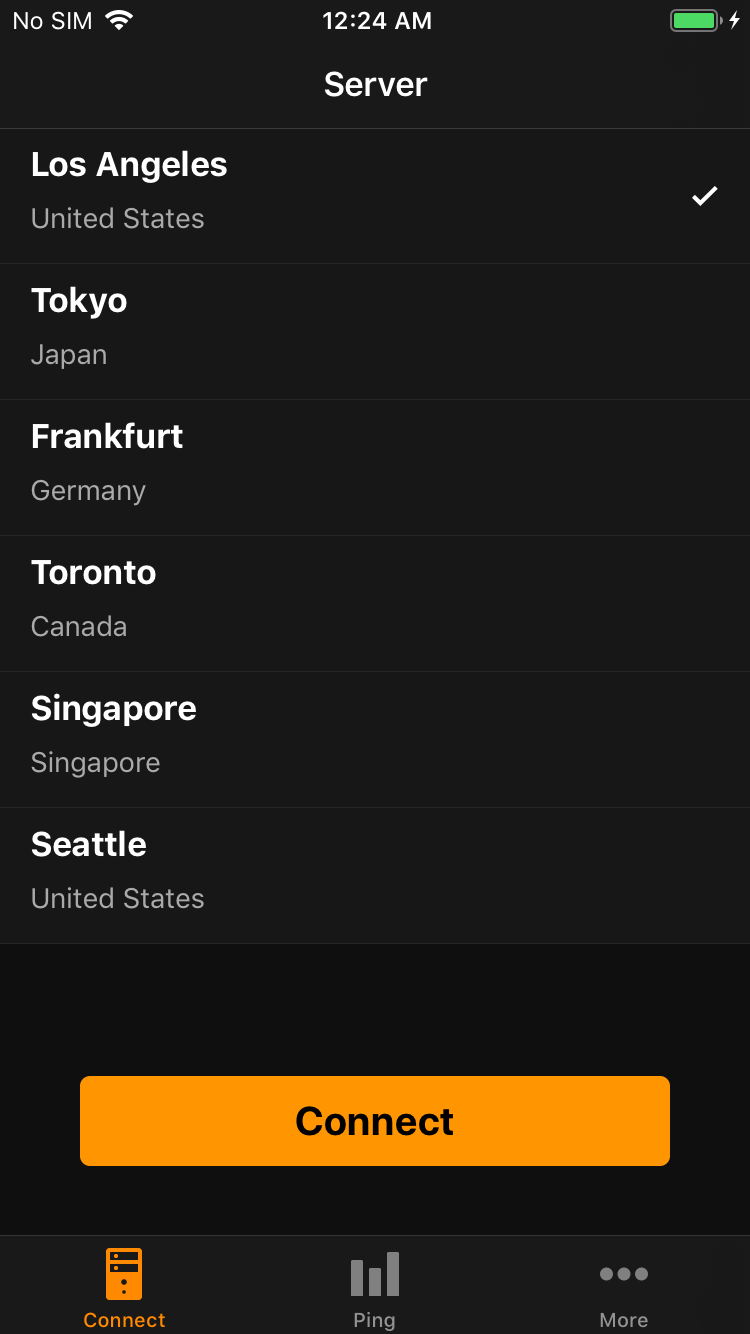 No SIM 12:24 AM
Server
Los Angeles
United States
Tokyo
Japan
Frankfurt
Germany
Toronto
Canada
Singapore
Singapore
Seattle
United States
Connect
Connect Ping More